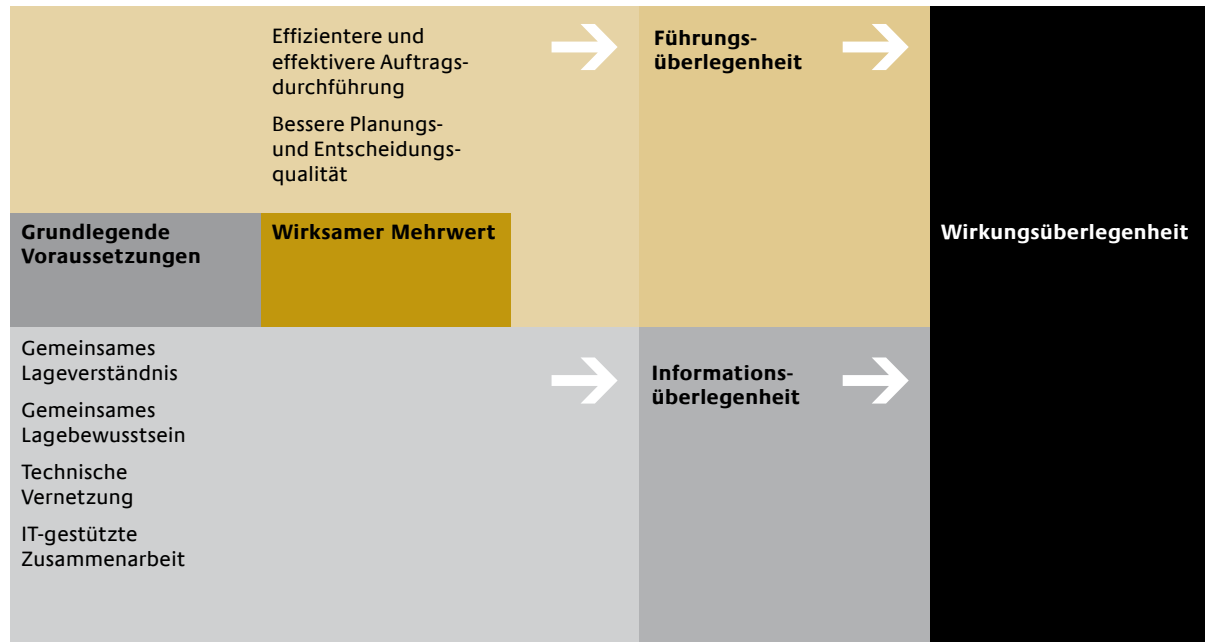 Effizientere und
effektivere Auftrags-
durchführung
Bessere Planungs-
und Entscheidungs-
qualität
Führungs-
überlegenheit
Grundlegende
Voraussetzungen
Wirksamer Mehrwert
Wirkungsüberlegenheit
Gemeinsames
Lageverständnis
Gemeinsames
Lagebewusstsein
Technische
Vernetzung
IT-gestützte
Zusammenarbeit
Informations-
überlegenheit